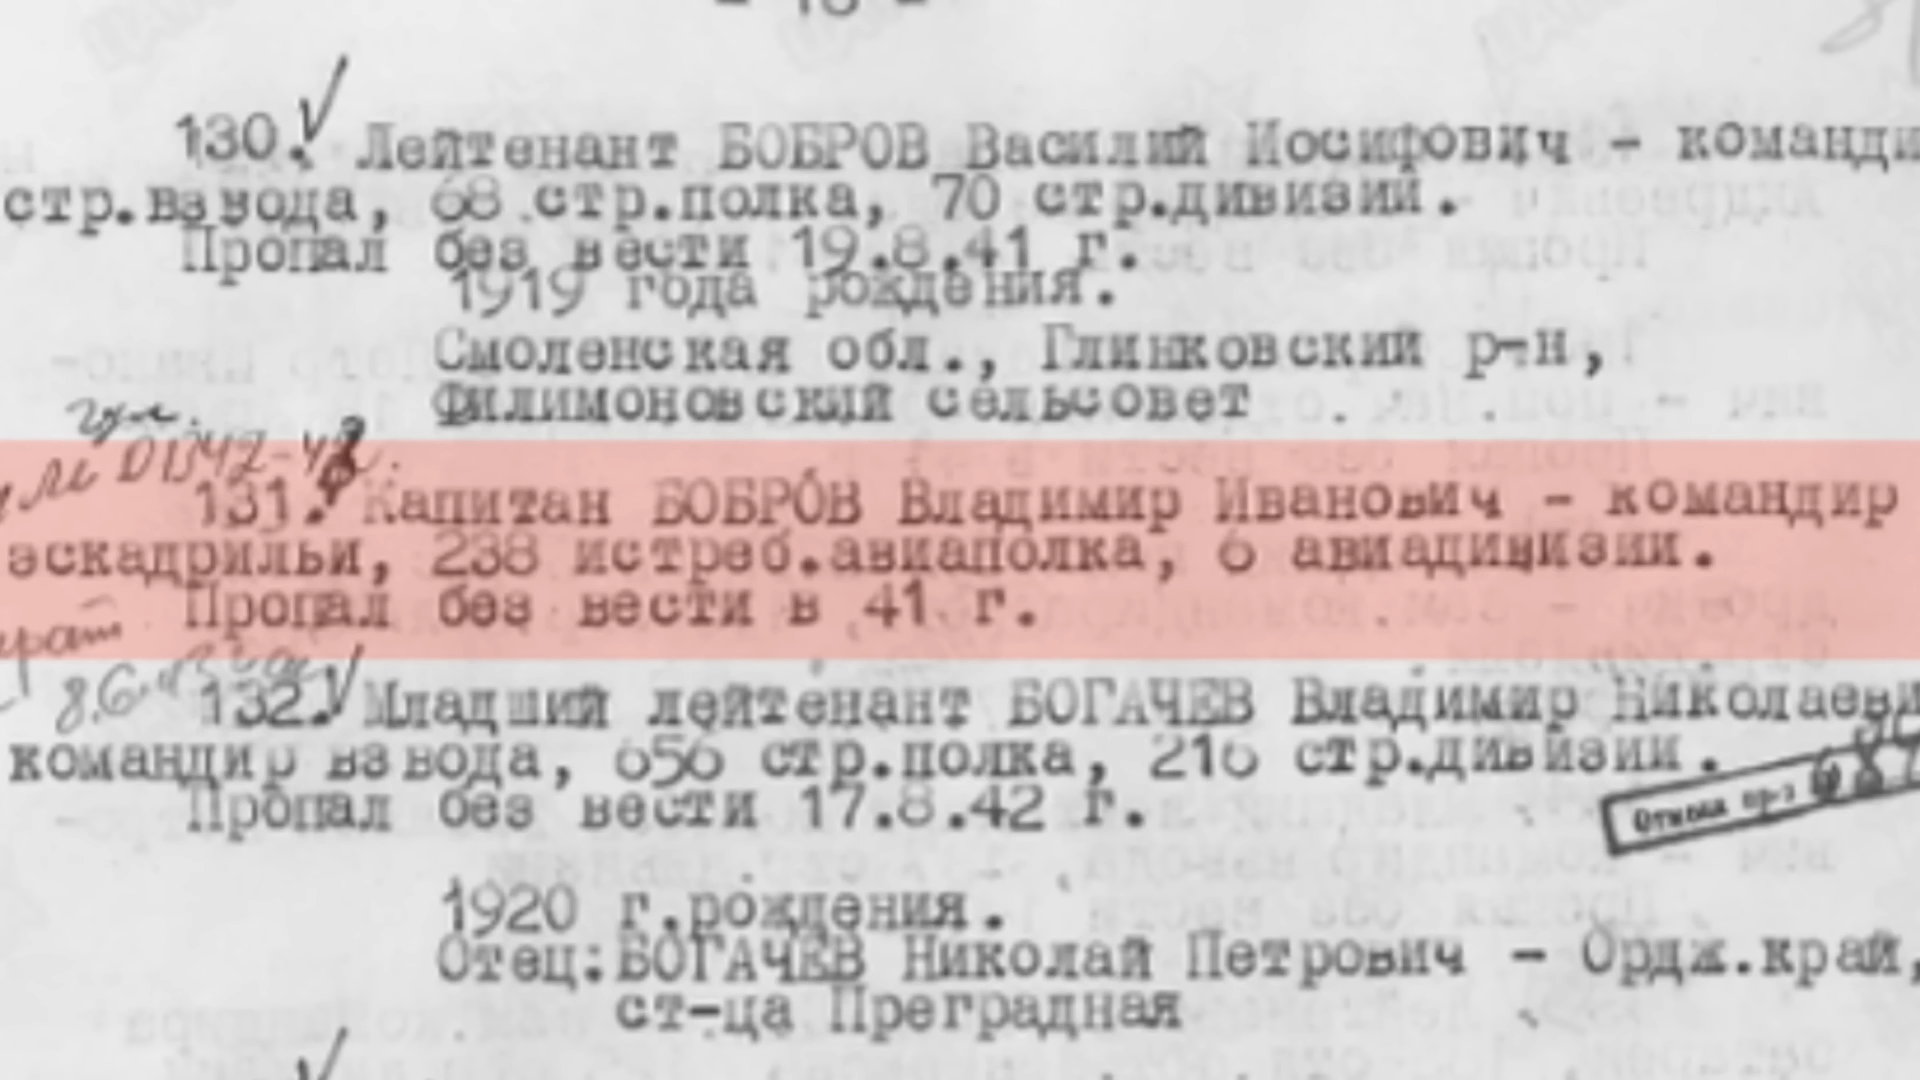 130. Лейтенант БОБРОВ Василий Иосифович - команди
стр.взвода, 68 стр.полка, 70 стр.дивизии.
Пропал без вести 19.8.41 г.
1919 года рождения.
Смоленская обл., Глинковский р-н,
Филимоновский сельсовет
131. Капитан БОБРОВ Владимир Иванович - командир
эскадрильи, 238 истреб.авиаполка, 6 авиадивизии.
Пропал без вести в 41 г.
8.6.
132. Младший лейтенант БОГАЧЕВ Владимир Николаеви
командир взвода, 656 стр.полка, 216 стр.дивизии.
Пропал без вести 17.8.42 г.
1920 г.рождения.
Отец:БОГАЧЕВ Николай Петрович - Ордж.край,
ст-ца Преградная